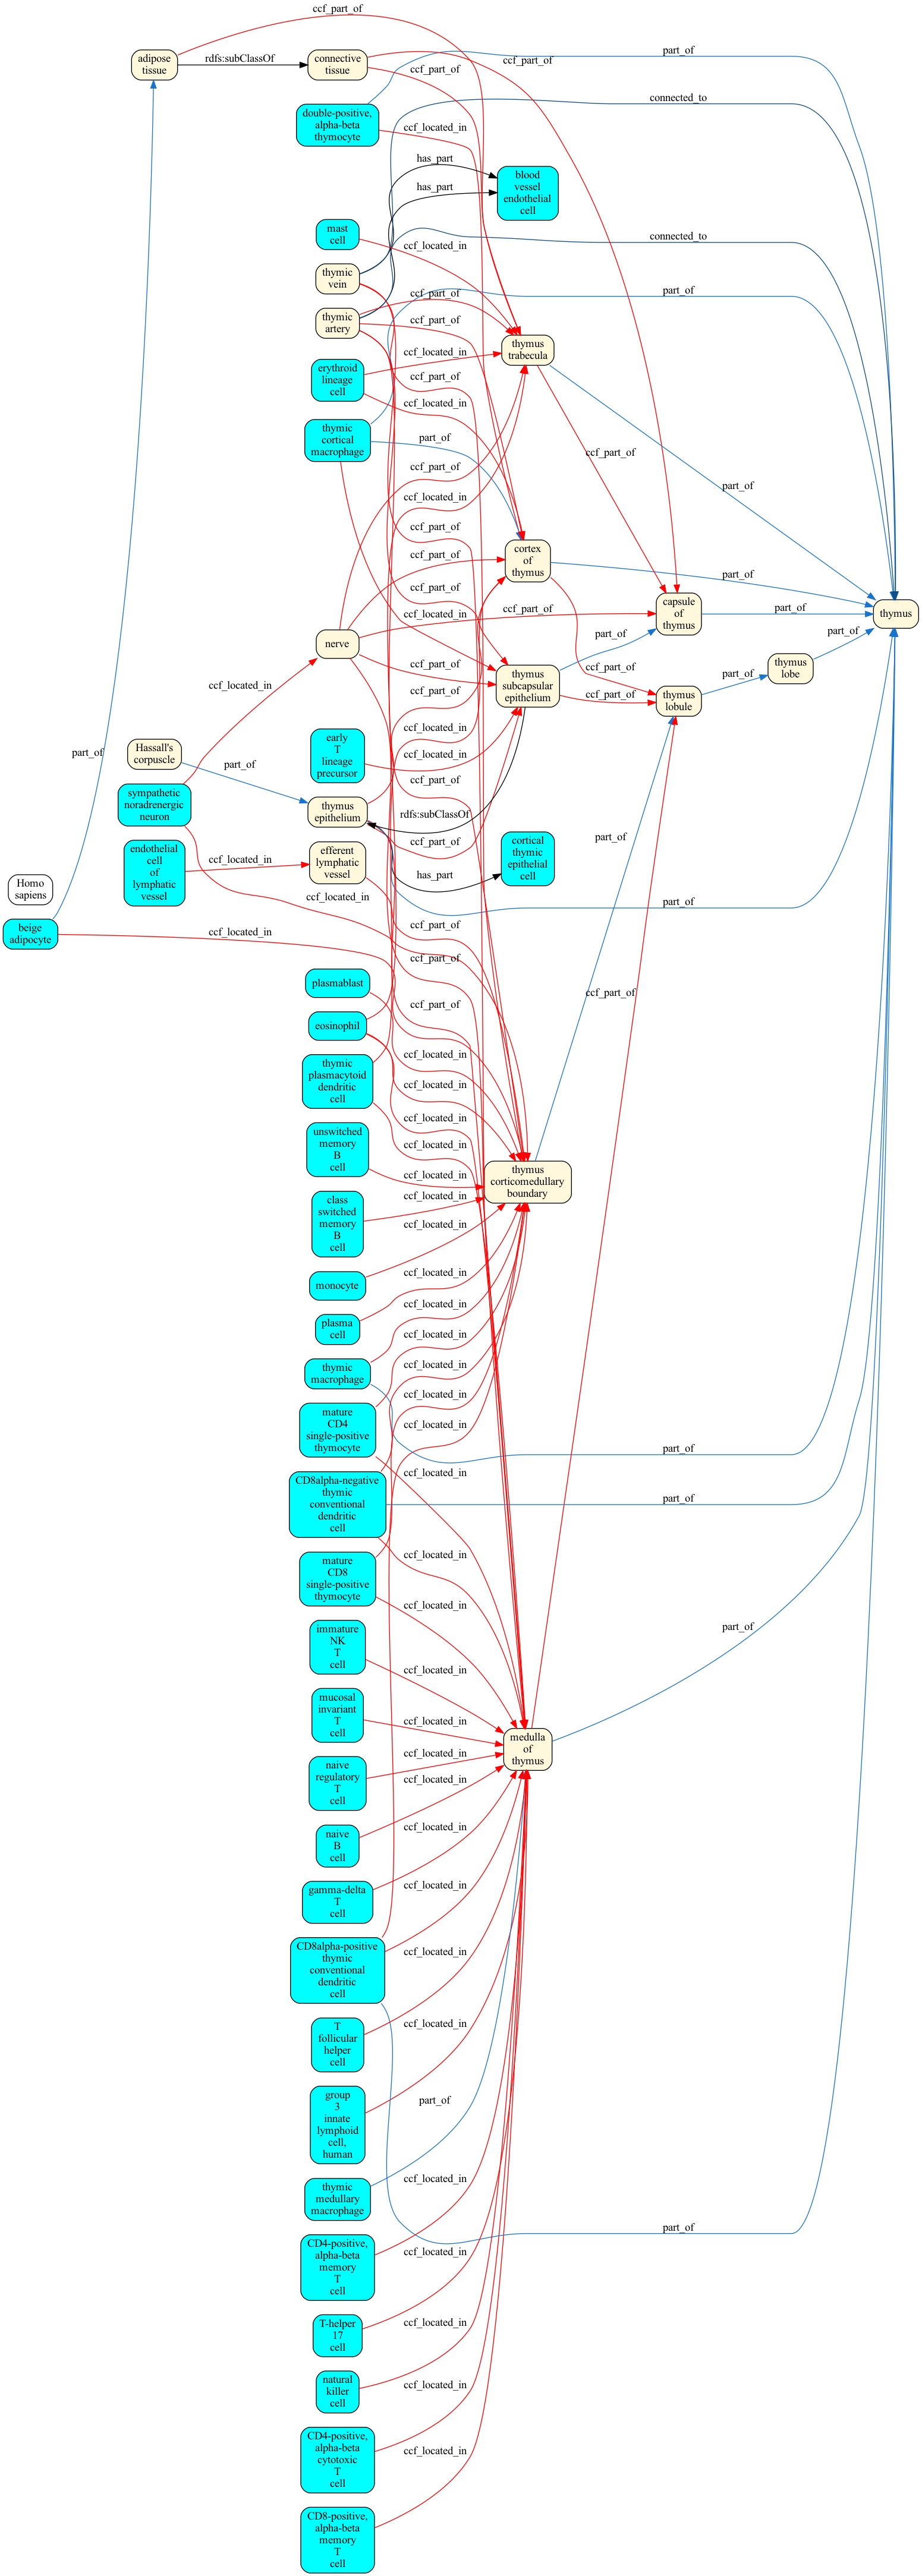 ccf_part_of
adipose
tissue
rdfs:subClassOf
connective
tissue
ccf_part_of
part_of
ccf_part_of
double-positive,
alpha-beta
thymocyte
connected_to
ccf_located_in
has_part
blood
vessel
endothelial
cell
has_part
mast
cell
ccf_located_in
connected_to
thymic
vein
thymic
artery
ccf_part_of
part_of
ccf_part_of
thymus
trabecula
erythroid
lineage
cell
ccf_located_in
ccf_part_of
ccf_located_in
thymic
cortical
macrophage
part_of
ccf_part_of
ccf_part_of
ccf_located_in
part_of
ccf_part_of
cortex
of
thymus
ccf_part_of
part_of
ccf_part_of
capsule
of
thymus
ccf_located_in
ccf_part_of
part_of
thymus
nerve
part_of
part_of
ccf_part_of
ccf_part_of
thymus
lobe
thymus
subcapsular
epithelium
part_of
ccf_located_in
ccf_part_of
ccf_part_of
thymus
lobule
ccf_located_in
early
T
lineage
precursor
ccf_located_in
Hassall's
corpuscle
part_of
part_of
ccf_part_of
sympathetic
noradrenergic
neuron
thymus
epithelium
rdfs:subClassOf
ccf_part_of
part_of
endothelial
cell
of
lymphatic
vessel
ccf_located_in
efferent
lymphatic
vessel
has_part
cortical
thymic
epithelial
cell
Homo
sapiens
ccf_located_in
part_of
beige
adipocyte
ccf_located_in
ccf_part_of
ccf_part_of
plasmablast
ccf_part_of
ccf_part_of
eosinophil
ccf_located_in
thymic
plasmacytoid
dendritic
cell
ccf_located_in
ccf_located_in
unswitched
memory
B
cell
ccf_located_in
ccf_located_in
thymus
corticomedullary
boundary
class
switched
memory
B
cell
ccf_located_in
ccf_located_in
monocyte
ccf_located_in
plasma
cell
ccf_located_in
ccf_located_in
thymic
macrophage
ccf_located_in
ccf_located_in
mature
CD4
single-positive
thymocyte
ccf_located_in
part_of
ccf_located_in
CD8alpha-negative
thymic
conventional
dendritic
cell
part_of
ccf_located_in
mature
CD8
single-positive
thymocyte
ccf_located_in
immature
NK
T
cell
part_of
ccf_located_in
mucosal
invariant
T
cell
ccf_located_in
medulla
of
thymus
naive
regulatory
T
cell
ccf_located_in
ccf_located_in
naive
B
cell
ccf_located_in
gamma-delta
T
cell
ccf_located_in
CD8alpha-positive
thymic
conventional
dendritic
cell
ccf_located_in
T
follicular
helper
cell
ccf_located_in
group
3
innate
lymphoid
cell,
human
part_of
thymic
medullary
macrophage
ccf_located_in
part_of
CD4-positive,
alpha-beta
memory
T
cell
ccf_located_in
T-helper
17
cell
ccf_located_in
natural
killer
cell
ccf_located_in
CD4-positive,
alpha-beta
cytotoxic
T
cell
ccf_located_in
CD8-positive,
alpha-beta
memory
T
cell